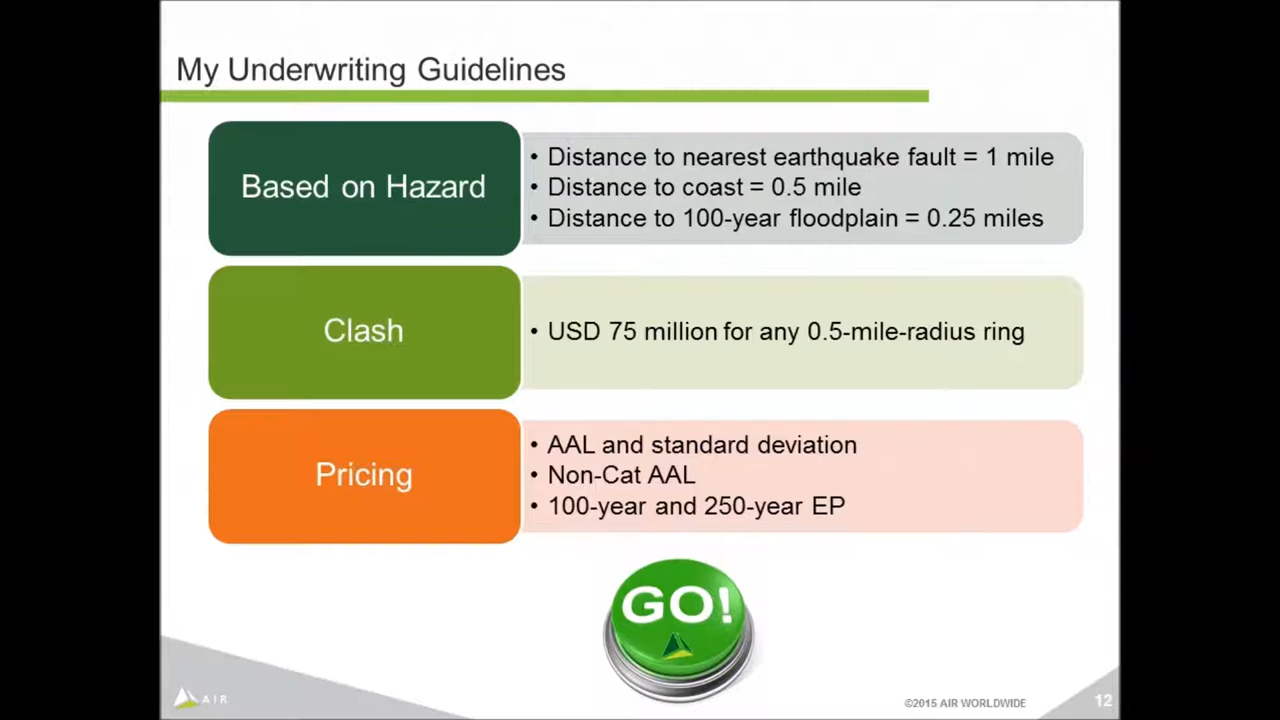 My Underwriting Guidelines
Based on Hazard
• Distance to nearest earthquake fault = 1 mile
• Distance to coast = 0.5 mile
• Distance to 100-year floodplain = 0.25 miles
Clash
• USD 75 million for any 0.5-mile-radius ring
Pricing
• AAL and standard deviation
• Non-Cat AAL
• 100-year and 250-year EP
GO!
AIR
©2015 AIR WORLDWIDE
12